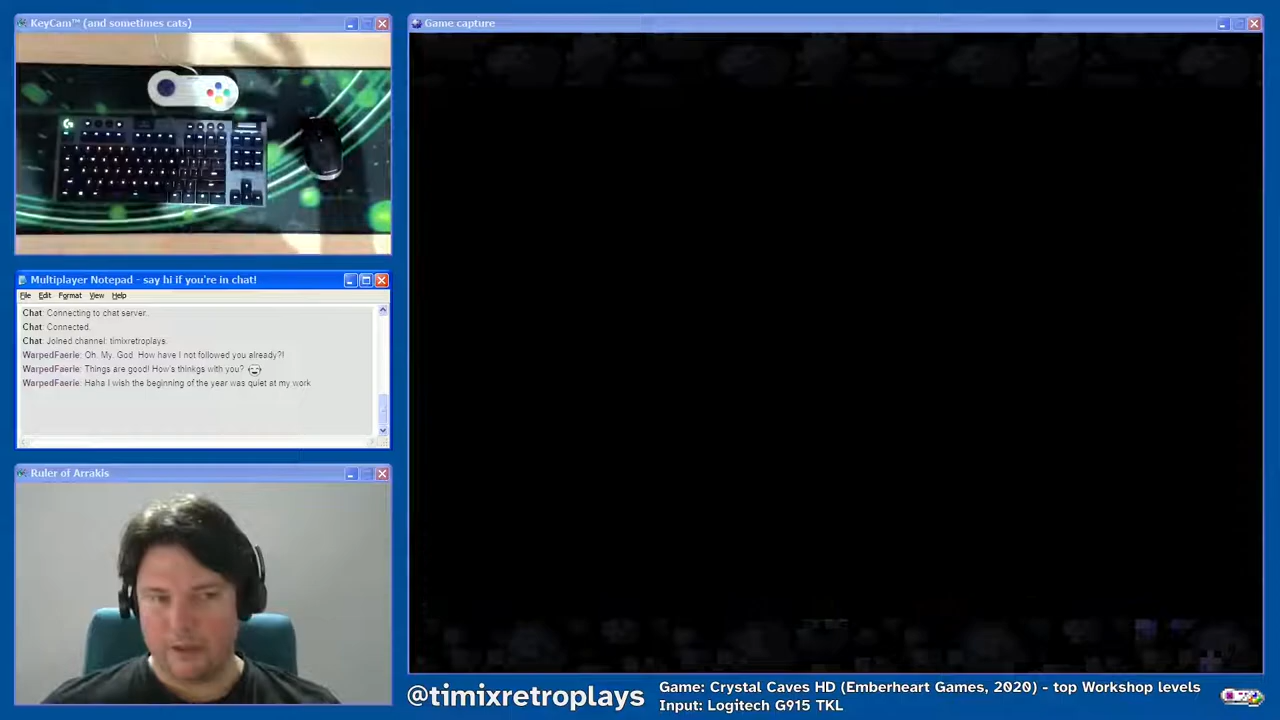 KeyCam™ (and sometimes cats)
Game capture
Multiplayer Notepad - say hi if you're in chat!
File Edit Format View Help
Chat: Connecting to chat server..
Chat: Connected.
Chat: Joined channel: timixretroplays.
WarpedFaerie: Oh. My. God. How have I not followed you already?!
WarpedFaerie: Things are good! How's thinkgs with you?
WarpedFaerie: Haha I wish the beginning of the year was quiet at my work
Ruler of Arrakis
@timixretroplays
Game: Crystal Caves HD (Emberheart Games, 2020) - top Workshop levels
Input: Logitech G915 TKL